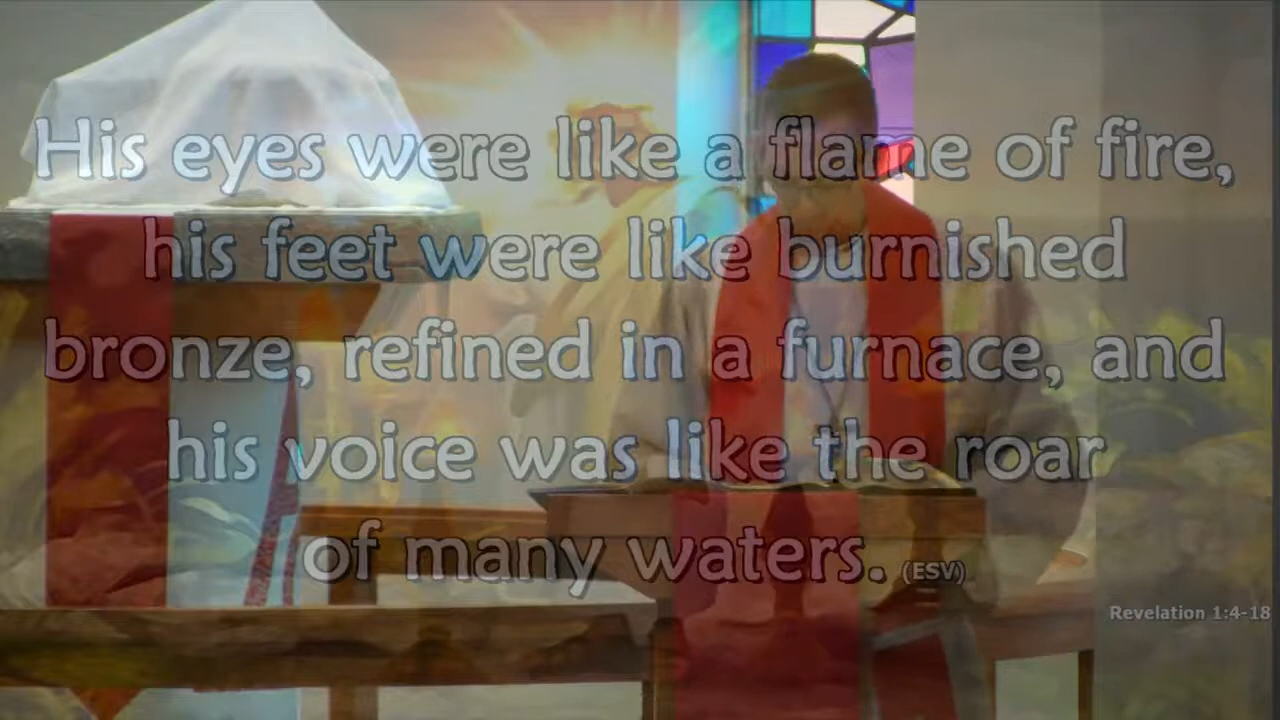 His eyes were like a flame of fire,
his feet were like burnished
bronze, refined in a furnace, and
his voice was like the roar
of many waters. (ESV)
Revelation 1:4-18